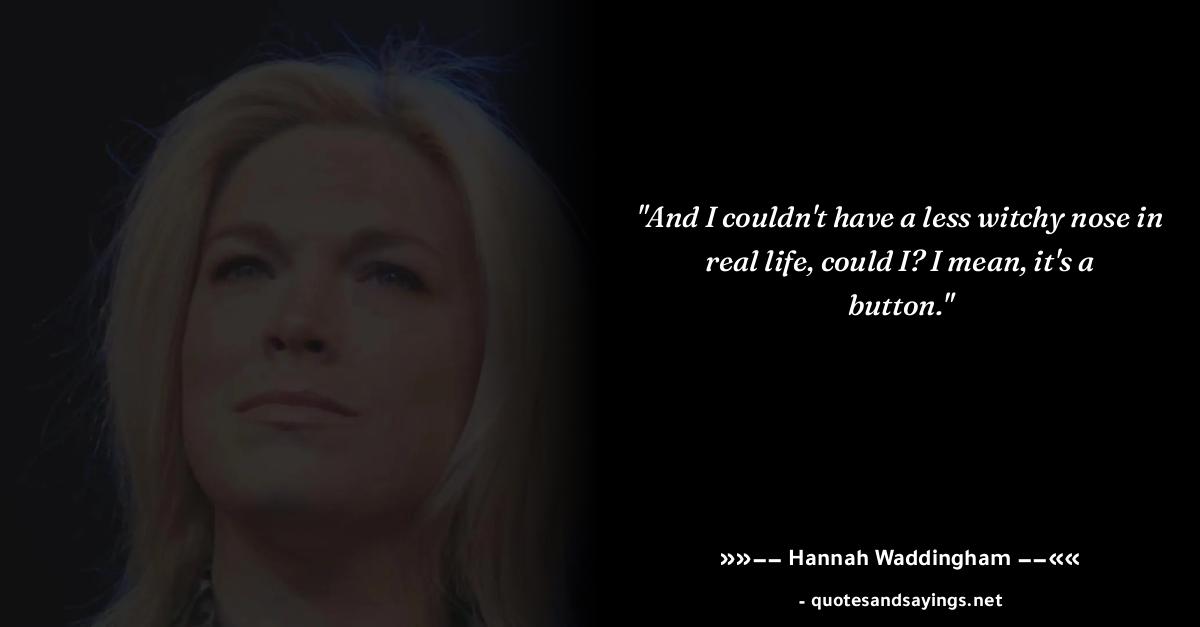 "And I couldn't have a less witchy nose in
real life, could I? I mean, it's a
button."
»»—— Hannah Waddingham ——««
- quotesandsayings.net